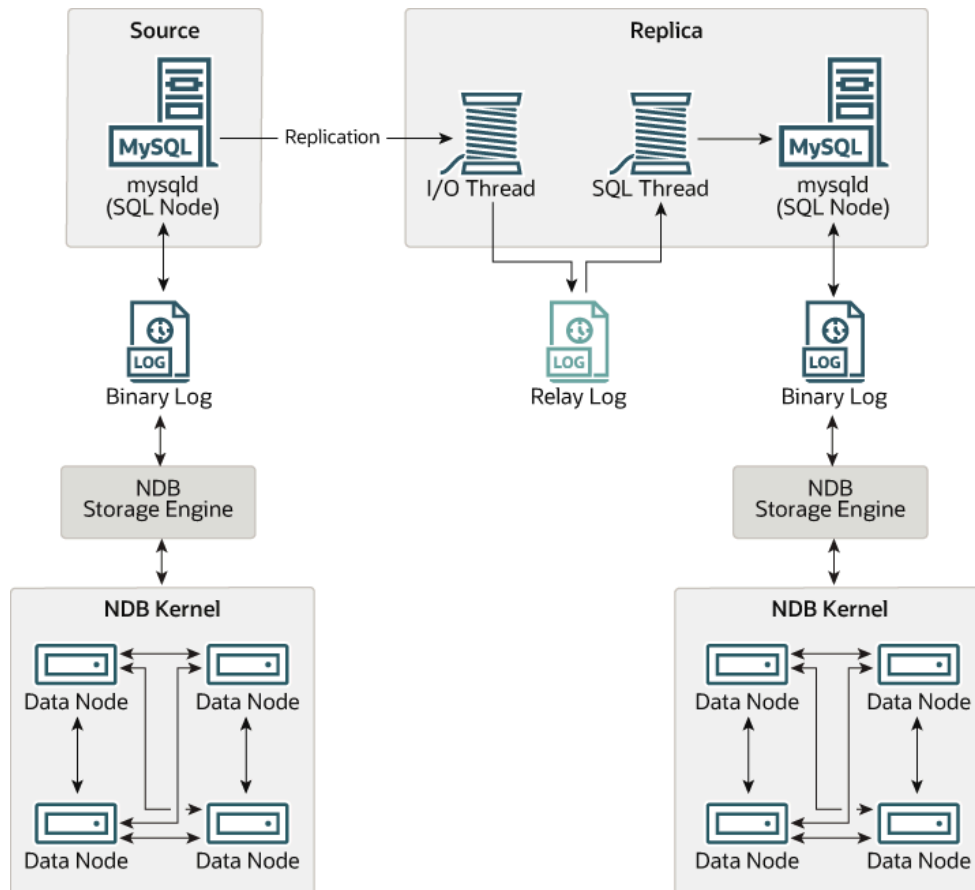 Source
Replica
MySQL
Replication
MySQL
mysqld
(SQL Node)
I/O Thread
SQL Thread
mysqld
(SQL Node)
LOG
Binary Log
LOG
Relay Log
LOG
Binary Log
NDB
Storage Engine
NDB
Storage Engine
NDB Kernel
NDB Kernel
Data Node
Data Node
Data Node
Data Node
Data Node
Data Node
Data Node
Data Node